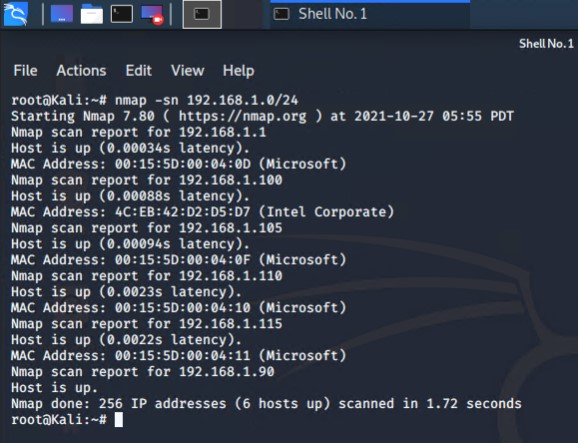 Shell No. 1
Shell No. 1
File Actions Edit View Help
root@Kali:~# nmap -sn 192.168.1.0/24
Starting Nmap 7.80 ( https://nmap.org ) at 2021-10-27 05:55 PDT
Nmap scan report for 192.168.1.1
Host is up (0.00034s latency).
MAC Address: 00:15:5D:00:04:0D (Microsoft)
Nmap scan report for 192.168.1.100
Host is up (0.00088s latency).
MAC Address: 4C:EB:42:D2:D5:D7 (Intel Corporate)
Nmap scan report for 192.168.1.105
Host is up (0.00094s latency).
MAC Address: 00:15:5D:00:04:0F (Microsoft)
Nmap scan report for 192.168.1.110
Host is up (0.0023s latency).
MAC Address: 00:15:5D:00:04:10 (Microsoft)
Nmap scan report for 192.168.1.115
Host is up (0.0022s latency).
MAC Address: 00:15:5D:00:04:11 (Microsoft)
Nmap scan report for 192.168.1.90
Host is up.
Nmap done: 256 IP addresses (6 hosts up) scanned in 1.72 seconds
root@Kali:~#